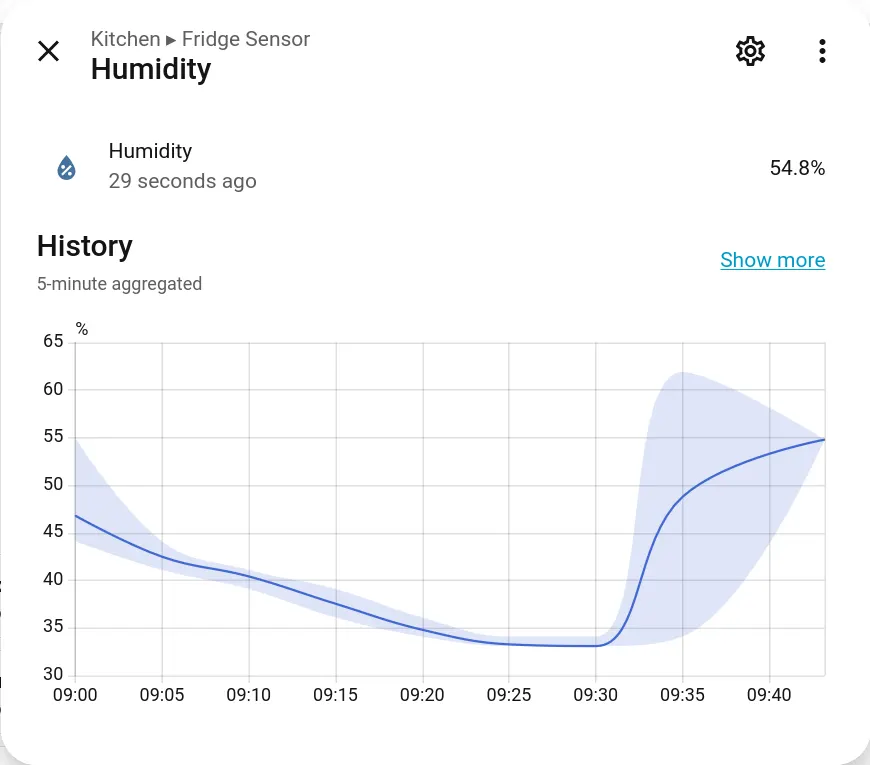 Kitchen ▸ Fridge Sensor
Humidity
Humidity
29 seconds ago
54.8%
History
Show more
5-minute aggregated
%
65
60
55
50
45
40
35
30
09:00 09:05 09:10 09:15 09:20 09:25 09:30 09:35 09:40